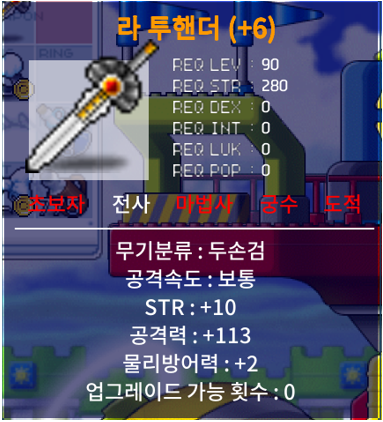 라 투핸더 (+6)
RING
REQ LEV : 90
REQ STR : 280
REQ DEX : 0
REQ INT : 0
REQ LUK : 0
REQ POP : 0
초보자 전사 마법사 궁수 도적
무기분류 : 두손검
공격속도 : 보통
STR : +10
공격력 : +113
물리방어력 : +2
업그레이드 가능 횟수 : 0